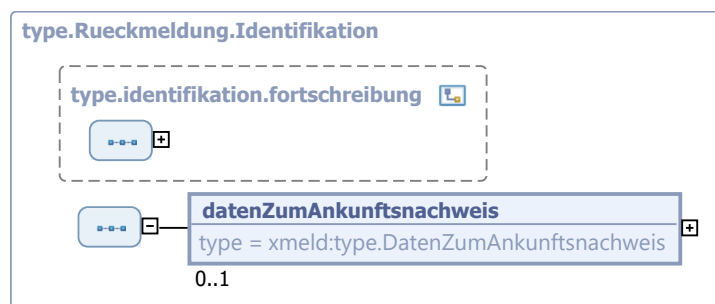 type.Rueckmeldung.Identifikation
type.identifikation.fortschreibung
datenZumAnkunftsnachweis
type = xmeld:type.DatenZumAnkunftsnachweis
0..1